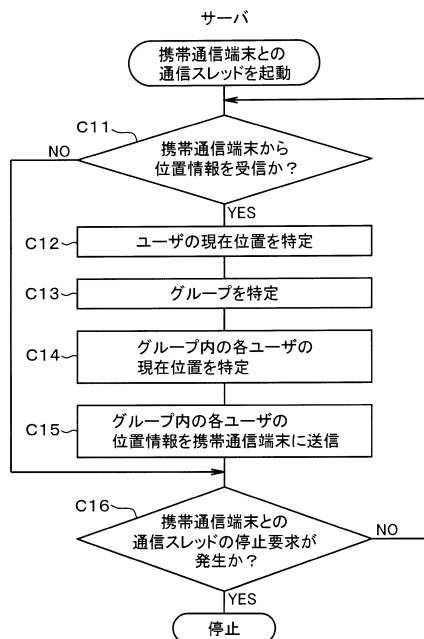 サーバ
携帯通信端末との
通信スレッドを起動
C11
携帯通信端末から
位置情報を受信か?
NO
YES
C12
ユーザの現在位置を特定
C13
グループを特定
C14
グループ内の各ユーザの
現在位置を特定
C15
グループ内の各ユーザの
位置情報を携帯通信端末に送信
C16
携帯通信端末との
通信スレッドの停止要求が
発生か?
NO
YES
停止